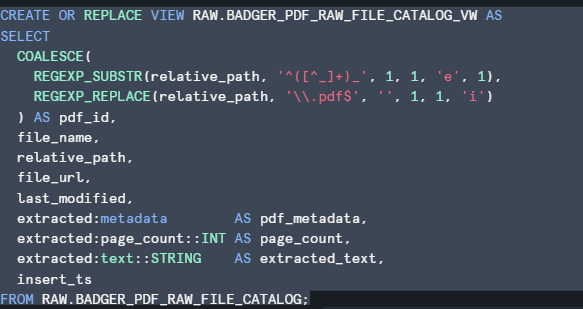 CREATE OR REPLACE VIEW RAW.BADGER_PDF_RAW_FILE_CATALOG_VW AS
SELECT
  COALESCE(
    REGEXP_SUBSTR(relative_path, '^([^_]+)_', 1, 1, 'e', 1),
    REGEXP_REPLACE(relative_path, '\\.pdf$', '', 1, 1, 'i')
  ) AS pdf_id,
  file_name,
  relative_path,
  file_url,
  last_modified,
  extracted:metadata        AS pdf_metadata,
  extracted:page_count::INT AS page_count,
  extracted:text::STRING    AS extracted_text,
  insert_ts
FROM RAW.BADGER_PDF_RAW_FILE_CATALOG;